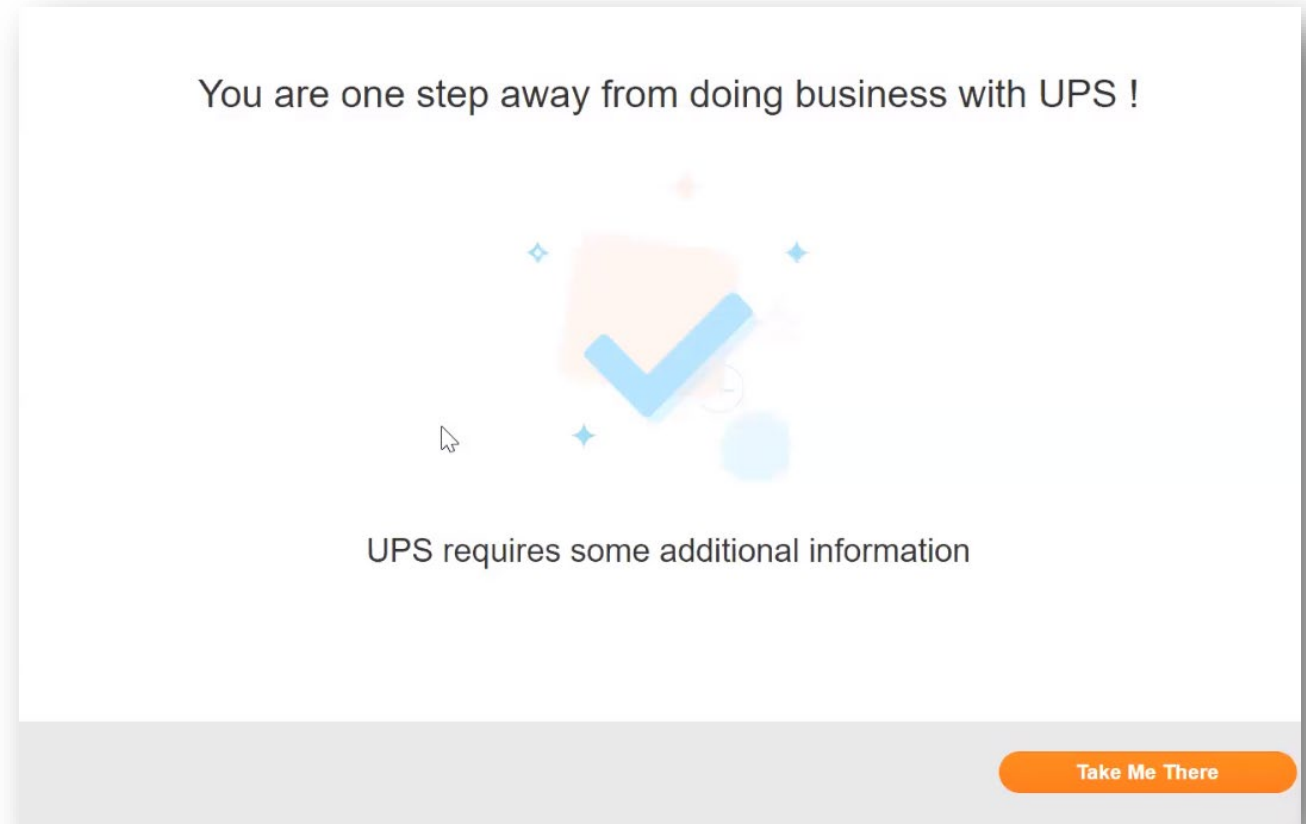 You are one step away from doing business with UPS !
UPS requires some additional information
Take Me There